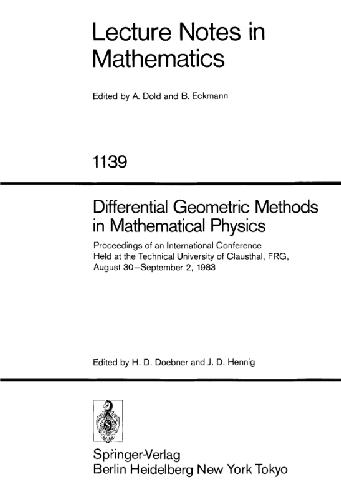 Lecture Notes in
Mathematics
Edited by A. Dold and B. Eckmann
1139
Differential Geometric Methods
in Mathematical Physics
Proceedings of an International Conference
Held at the Technical University of Clausthal, FRG,
August 30–September 2, 1983
Edited by H. D. Doebner and J. D. Hennig
Springer-Verlag
Berlin Heidelberg New York Tokyo